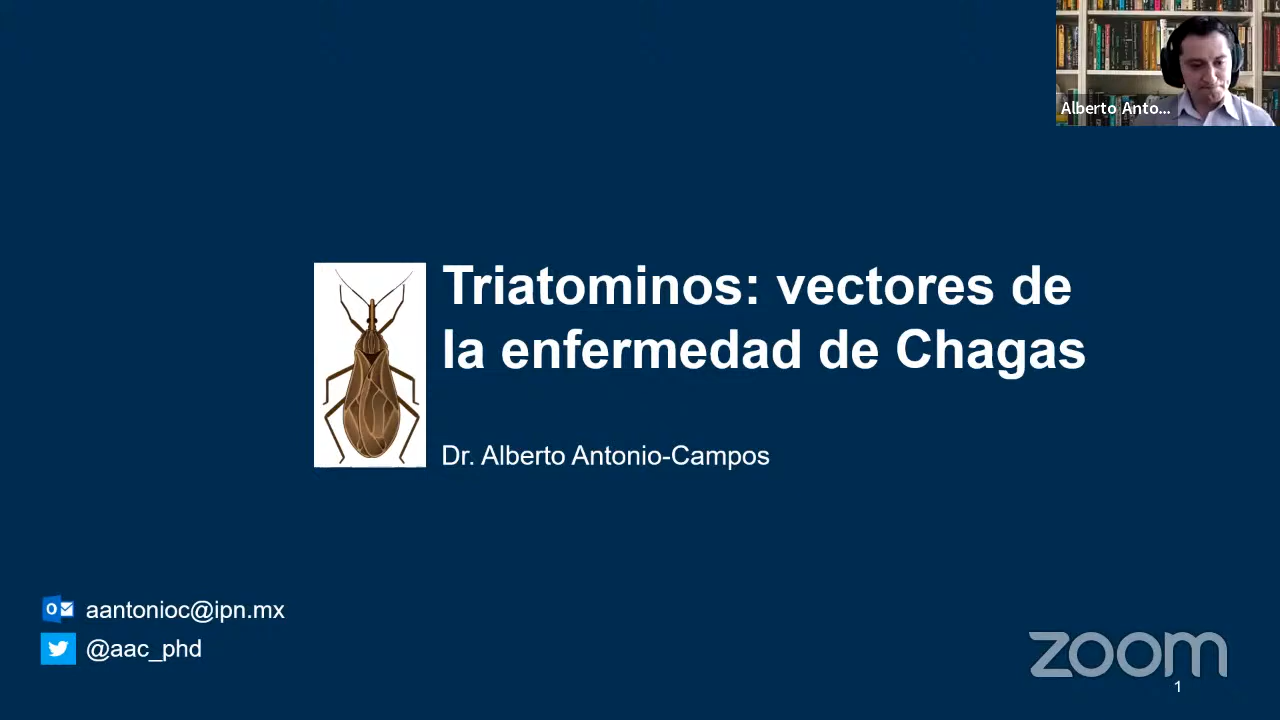 Alberto Anto...
Triatominos: vectores de
la enfermedad de Chagas
Dr. Alberto Antonio-Campos
aantonioc@ipn.mx
@aac_phd
zoom
1